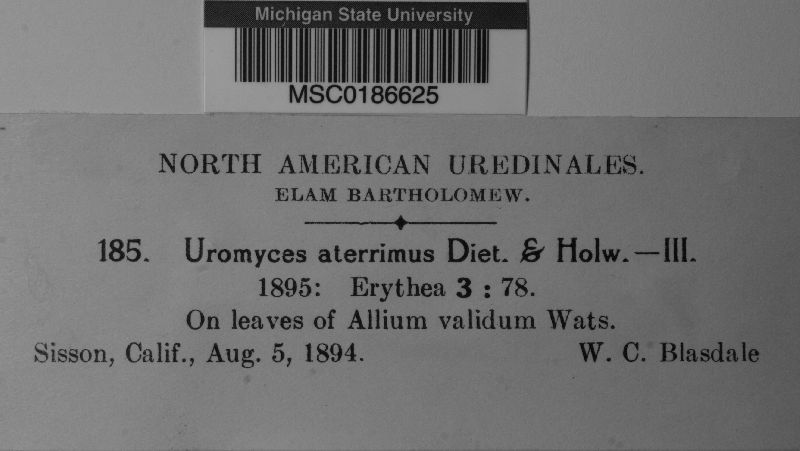 Michigan State University
MSC0186625
NORTH AMERICAN UREDINALES.
ELAM BARTHOLOMEW.
185. Uromyces aterrimus Diet. & Holw.—III.
1895: Erythea 3 : 78.
On leaves of Allium validum Wats.
Sisson, Calif., Aug. 5, 1894. W. C. Blasdale